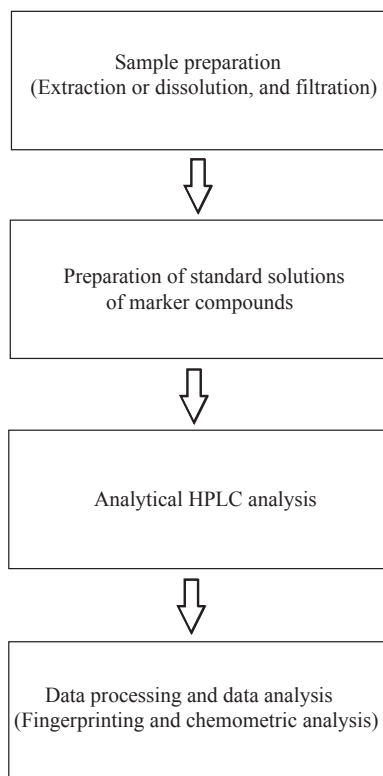 Sample preparation
(Extraction or dissolution, and filtration)
Preparation of standard solutions
of marker compounds
Analytical HPLC analysis
Data processing and data analysis
(Fingerprinting and chemometric analysis)